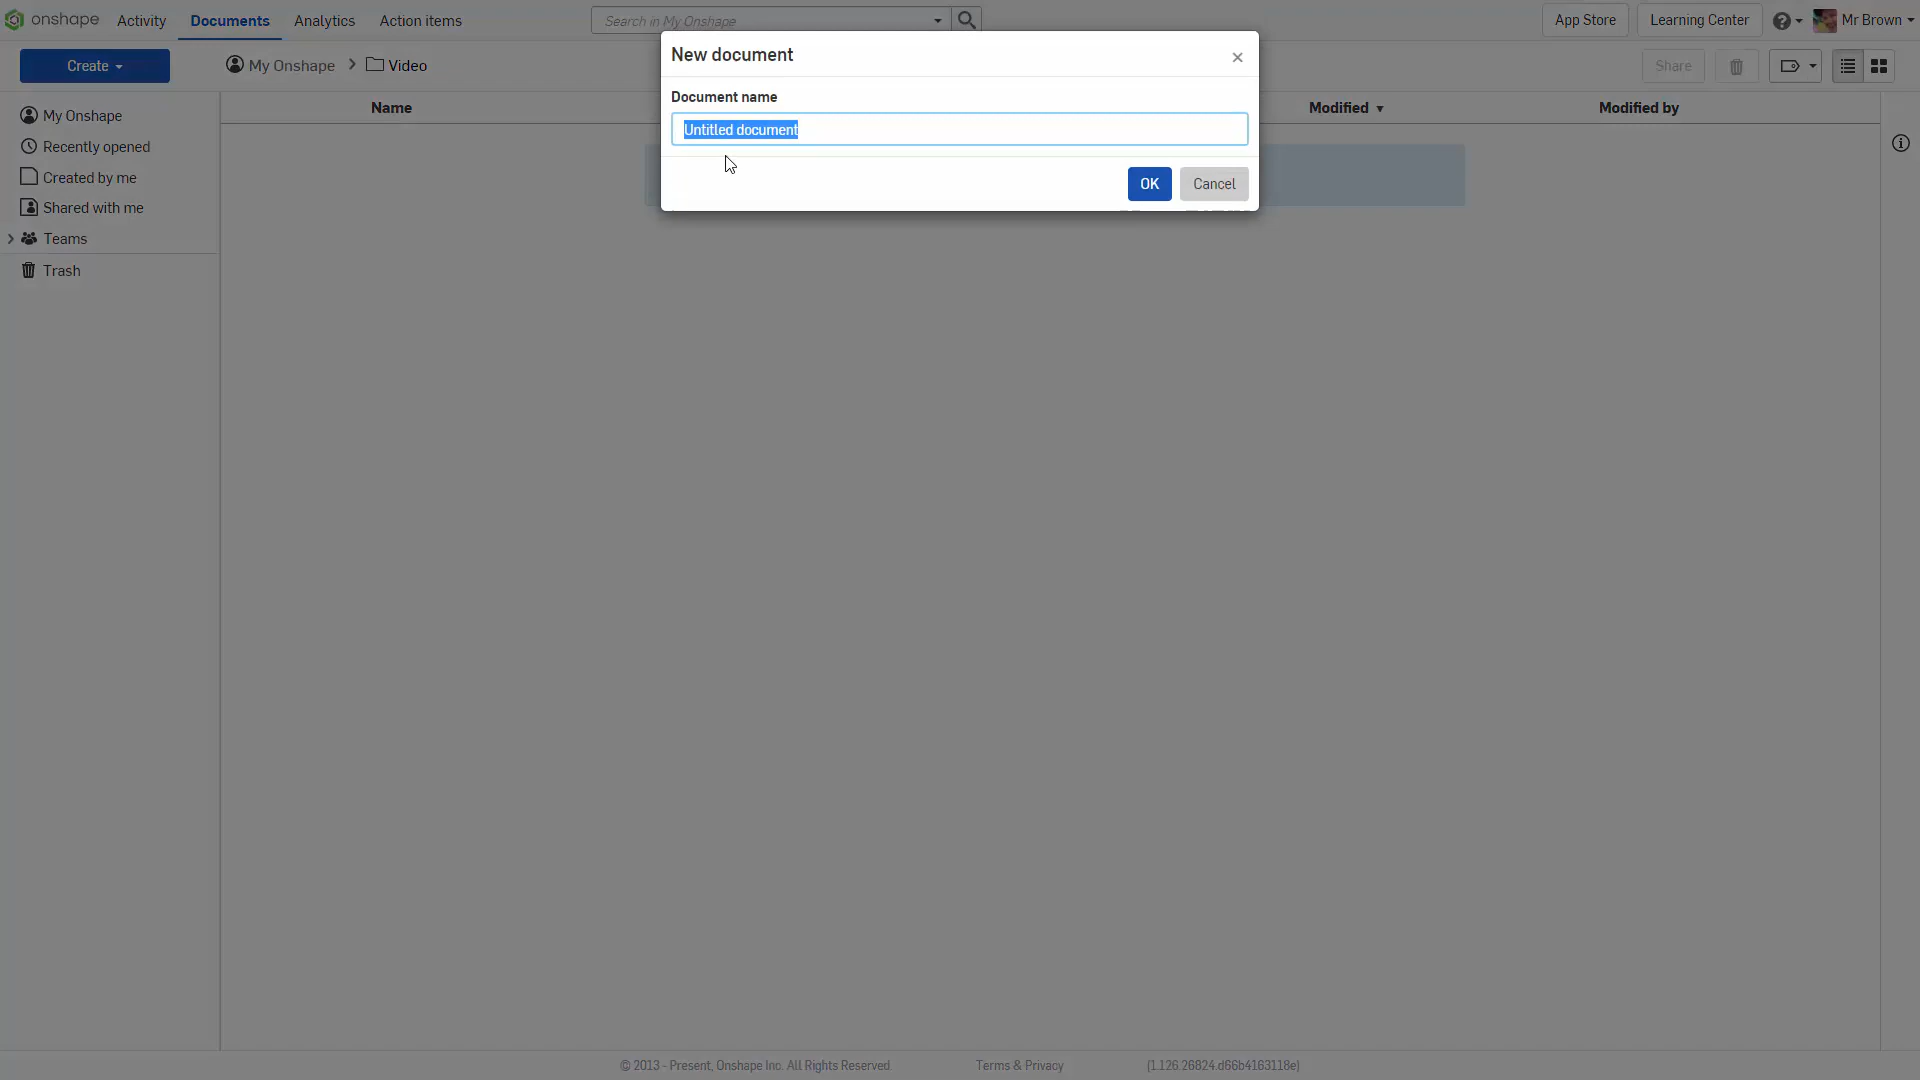 onshape Activity Documents Analytics Action items Search in My Onshape App Store Learning Center Mr Brown
New document
Create My Onshape Video Share
Document name
Name Modified Modified by
My Onshape
Untitled document
Recently opened
Created by me
OK Cancel
Shared with me
Teams
Trash
© 2013 - Present, Onshape Inc. All Rights Reserved. Terms & Privacy (1.126.26824.d66b4163118e)